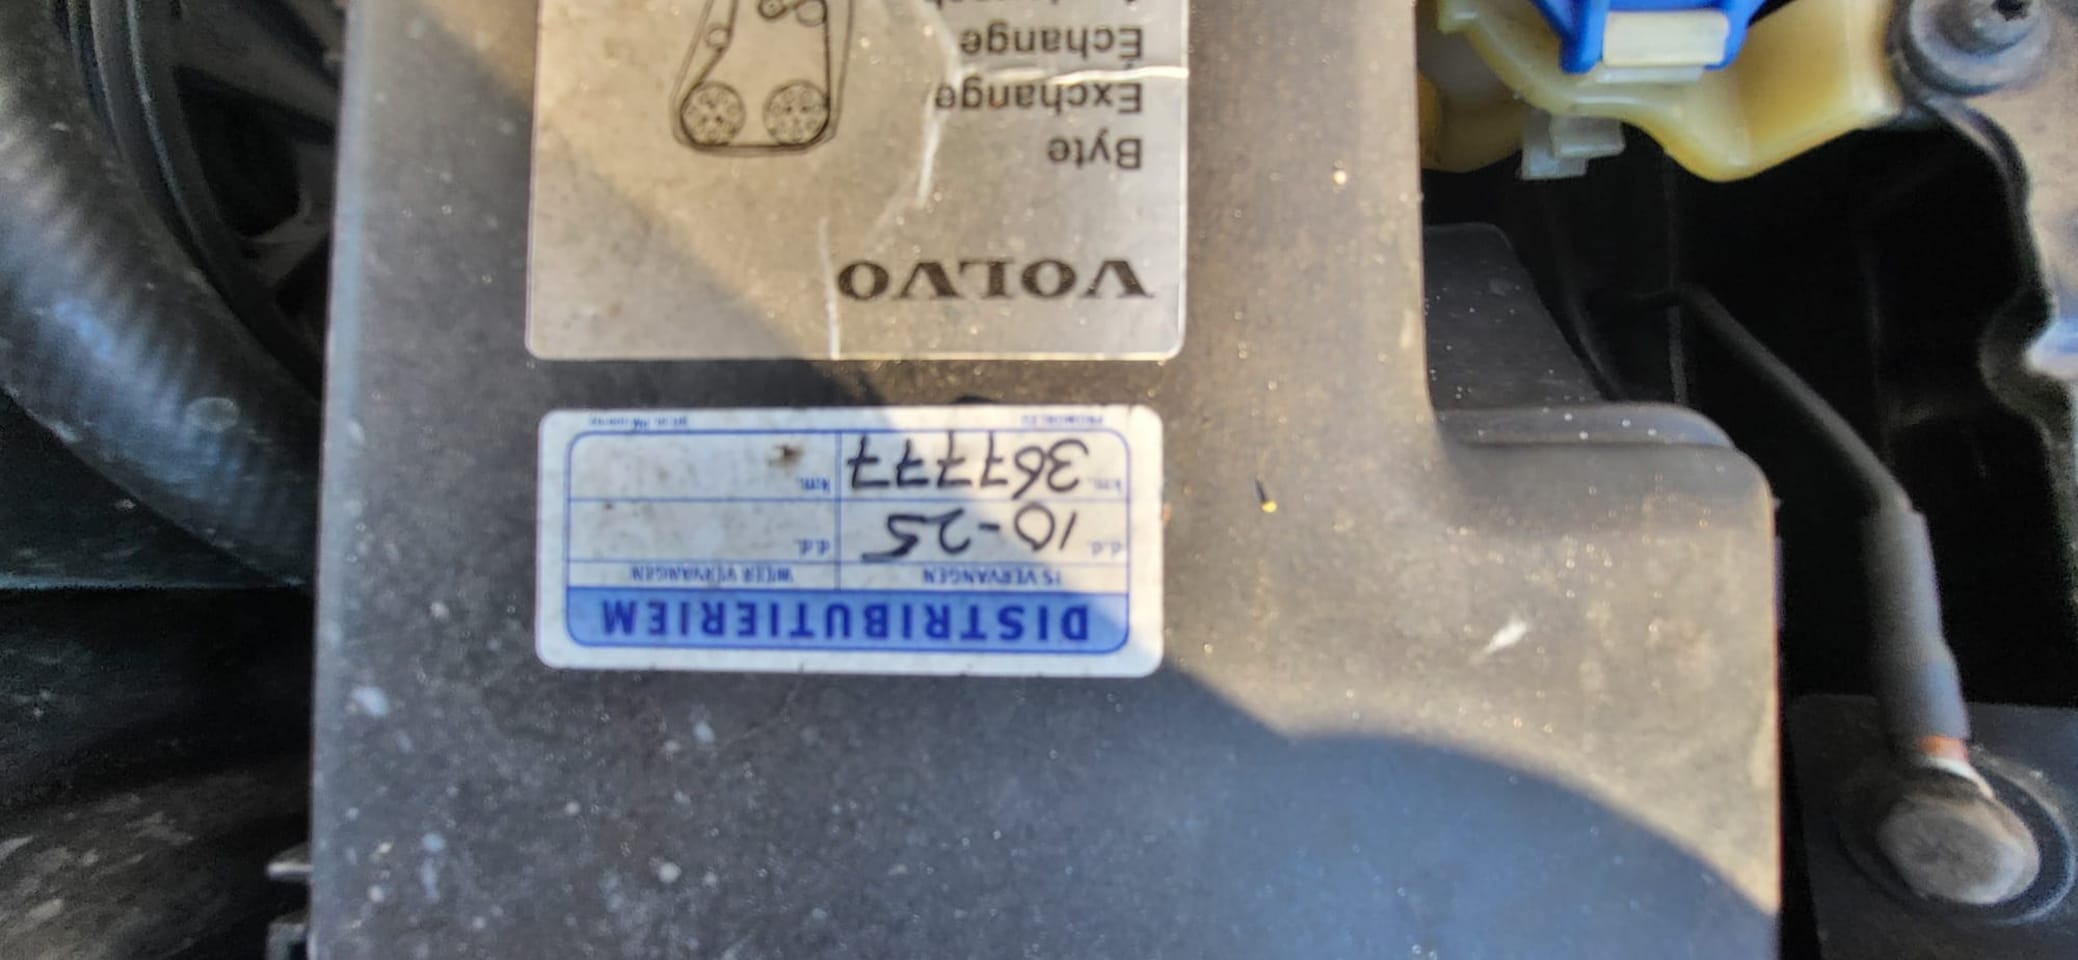 DISTRIBUTIERIEM
IS VERVANGEN WEER VERVANGEN
d.d. 10-25 d.d.
km. 367777 km.
VOLVO
Byte
Exchange
Échange